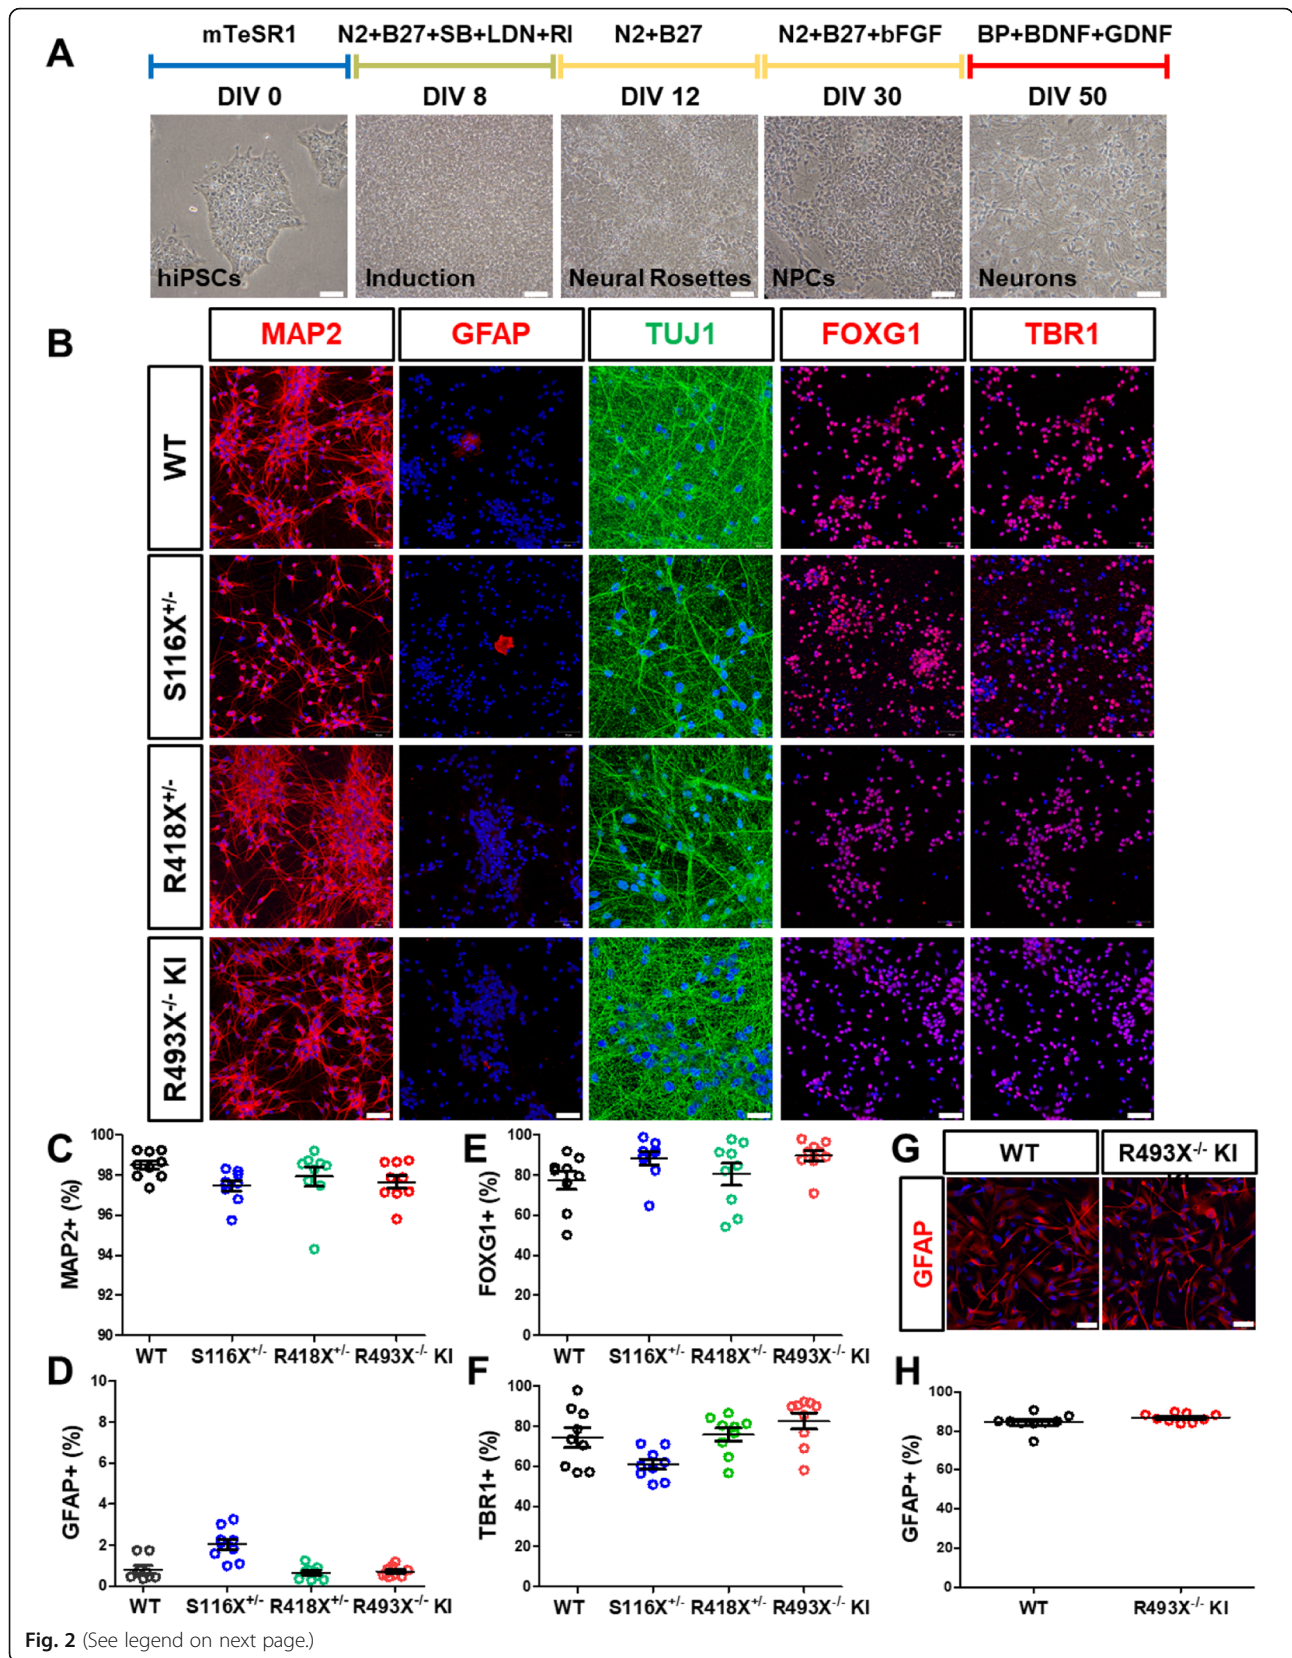 A
mTeSR1 N2+B27+SB+LDN+RI N2+B27 N2+B27+bFGF BP+BDNF+GDNF
DIV 0 DIV 8 DIV 12 DIV 30 DIV 50
hiPSCs Induction Neural Rosettes NPCs Neurons
B
MAP2 GFAP TUJ1 FOXG1 TBR1
WT
S116X+/-
R418X+/-
R493X-/- KI
C
MAP2+ (%)
100
98
96
94
92
90
WT S116X+/- R418X+/- R493X-/- KI
E
FOXG1+ (%)
100
80
60
40
20
0
WT S116X+/- R418X+/- R493X-/- KI
G
WT R493X-/- KI
GFAP
D
GFAP+ (%)
10
8
6
4
2
0
WT S116X+/- R418X+/- R493X-/- KI
F
TBR1+ (%)
100
80
60
40
20
0
WT S116X+/- R418X+/- R493X-/- KI
H
GFAP+ (%)
100
80
60
40
20
0
WT R493X-/- KI
Fig. 2 (See legend on next page.)